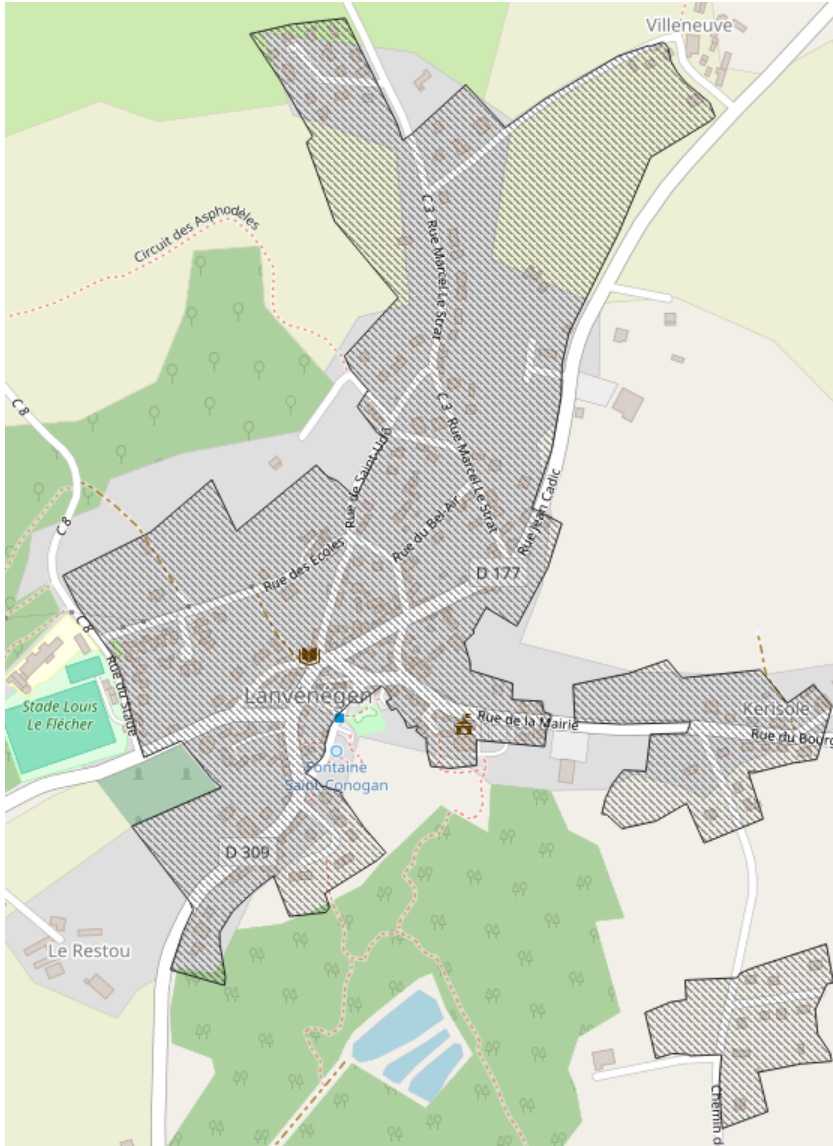 Villeneuve
Circuit des Asphodèles
C 3 Rue Marcel Le Strat
C 8
C 3 Rue Marcel Le Strat
Rue de Saint-Udo
Rue du Bel-Air
Rue Jean Cadic
C 8
Rue des Écoles
D 177
C 8
Rue du Stade
Lanvénégen
Stade Louis
Le Flécher
Rue de la Mairie
Kerisole
Rue du Bourg
Fontaine
Saint-Conogan
D 309
Le Restou
Chemin d